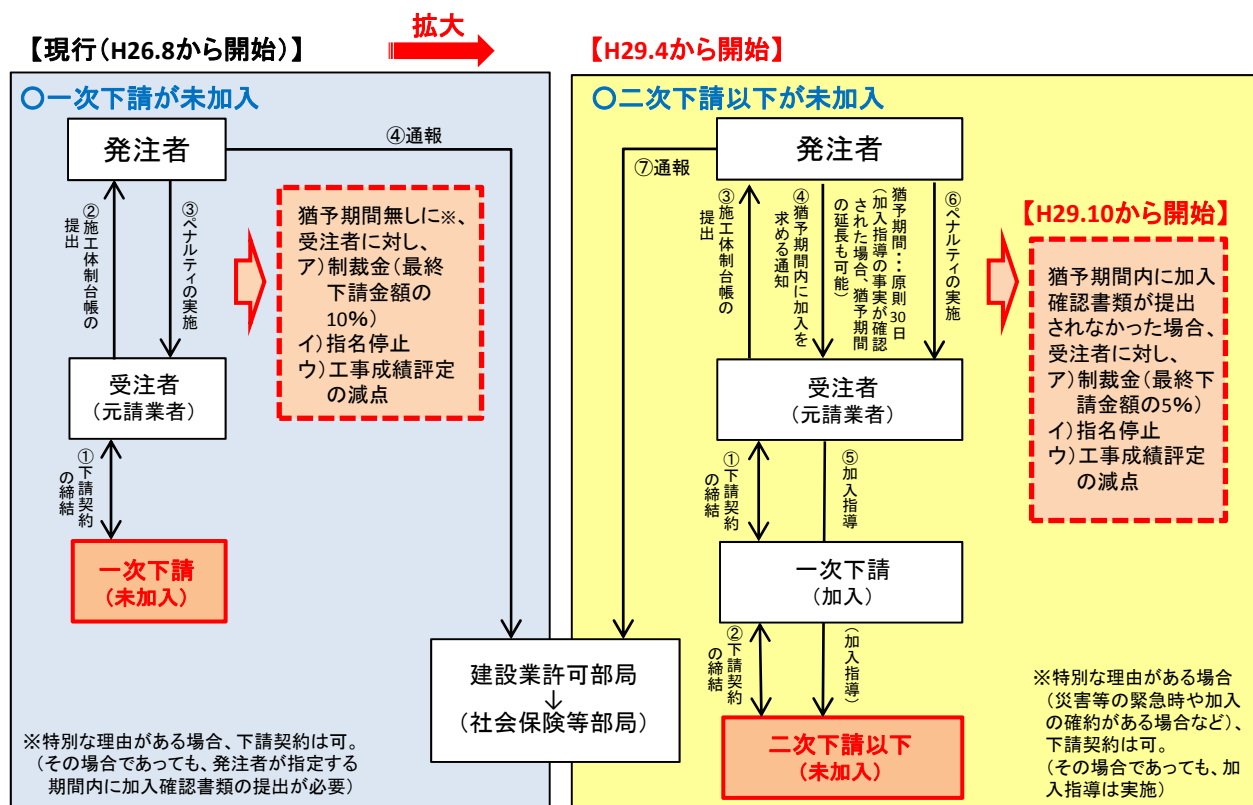 【現行(H26.8から開始)】
拡大
【H29.4から開始】
〇一次下請が未加入
発注者
④通報
②施工体制台帳の
提出
③ペナルティの実施
猶予期間無しに※、
受注者に対し、
ア)制裁金(最終
下請金額の
10%)
イ)指名停止
ウ)工事成績評定
の減点
受注者
(元請業者)
①下請契約
の締結
一次下請
(未加入)
建設業許可部局
↓
(社会保険等部局)
※特別な理由がある場合、下請契約は可。
(その場合であっても、発注者が指定する
期間内に加入確認書類の提出が必要)
〇二次下請以下が未加入
発注者
⑦通報
③施工体制台帳の
提出
④猶予期間内に加入を
求める通知
猶予期間・・・原則30日
(加入指導の事実が確認
された場合、猶予期間
の延長も可能)
⑥ペナルティの実施
【H29.10から開始】
猶予期間内に加入
確認書類が提出
されなかった場合、
受注者に対し、
ア)制裁金(最終下
請金額の5%)
イ)指名停止
ウ)工事成績評定
の減点
受注者
(元請業者)
①下請契約
の締結
⑤加入指導
一次下請
(加入)
②下請契約
の締結
(加入指導)
二次下請以下
(未加入)
※特別な理由がある場合
(災害等の緊急時や加入
の確約がある場合など)、
下請契約は可。
(その場合であっても、加
入指導は実施)